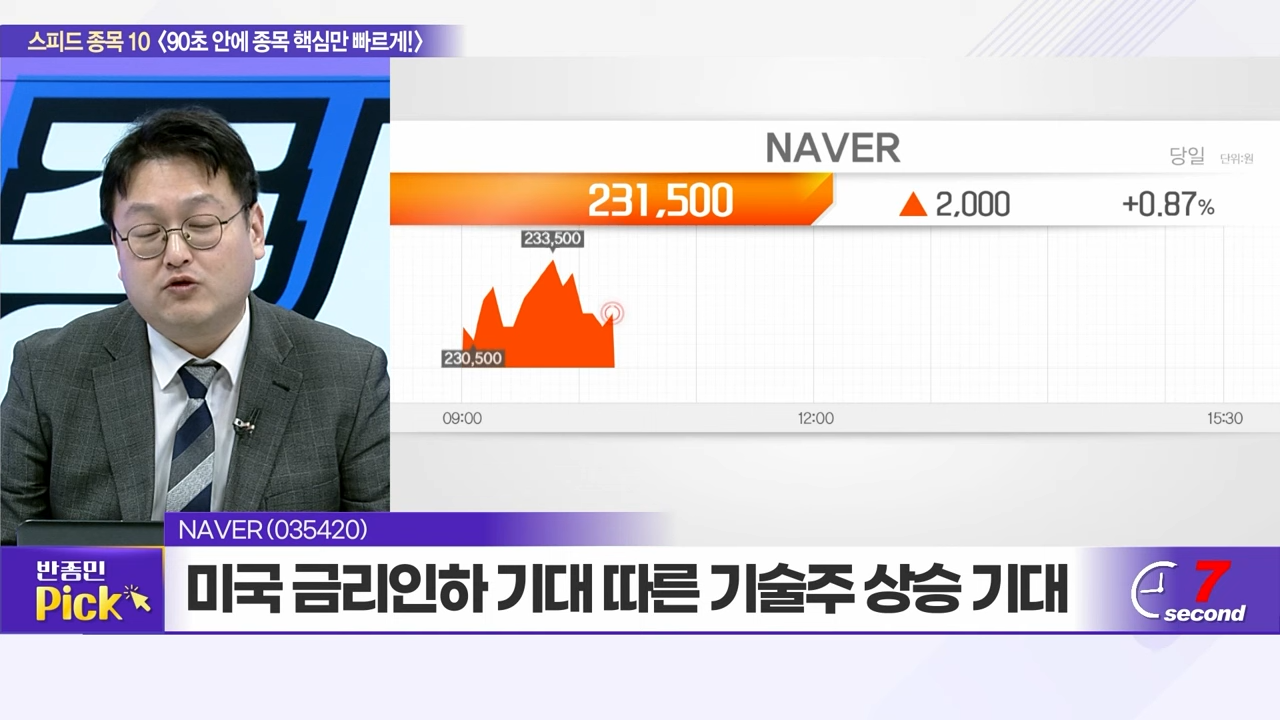 스피드 종목 10 <90초 안에 종목 핵심만 빠르게!>
NAVER
당일 단위:원
231,500 ▲ 2,000 +0.87%
233,500
230,500
09:00 12:00 15:30
NAVER(035420)
반종민
Pick
미국 금리인하 기대 따른 기술주 상승 기대
7
second